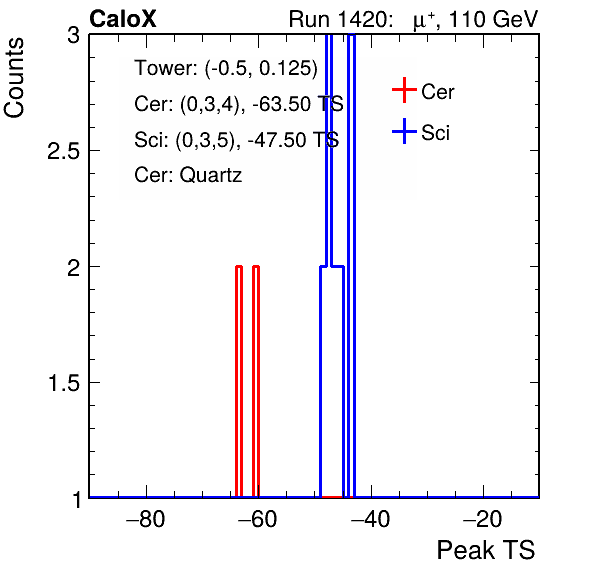 CaloX Run 1420: μ⁺, 110 GeV
Counts
3
2.5
2
1.5
1
Tower: (-0.5, 0.125)
Cer: (0,3,4), -63.50 TS
Sci: (0,3,5), -47.50 TS
Cer: Quartz
Cer
Sci
−80 −60 −40 −20
Peak TS